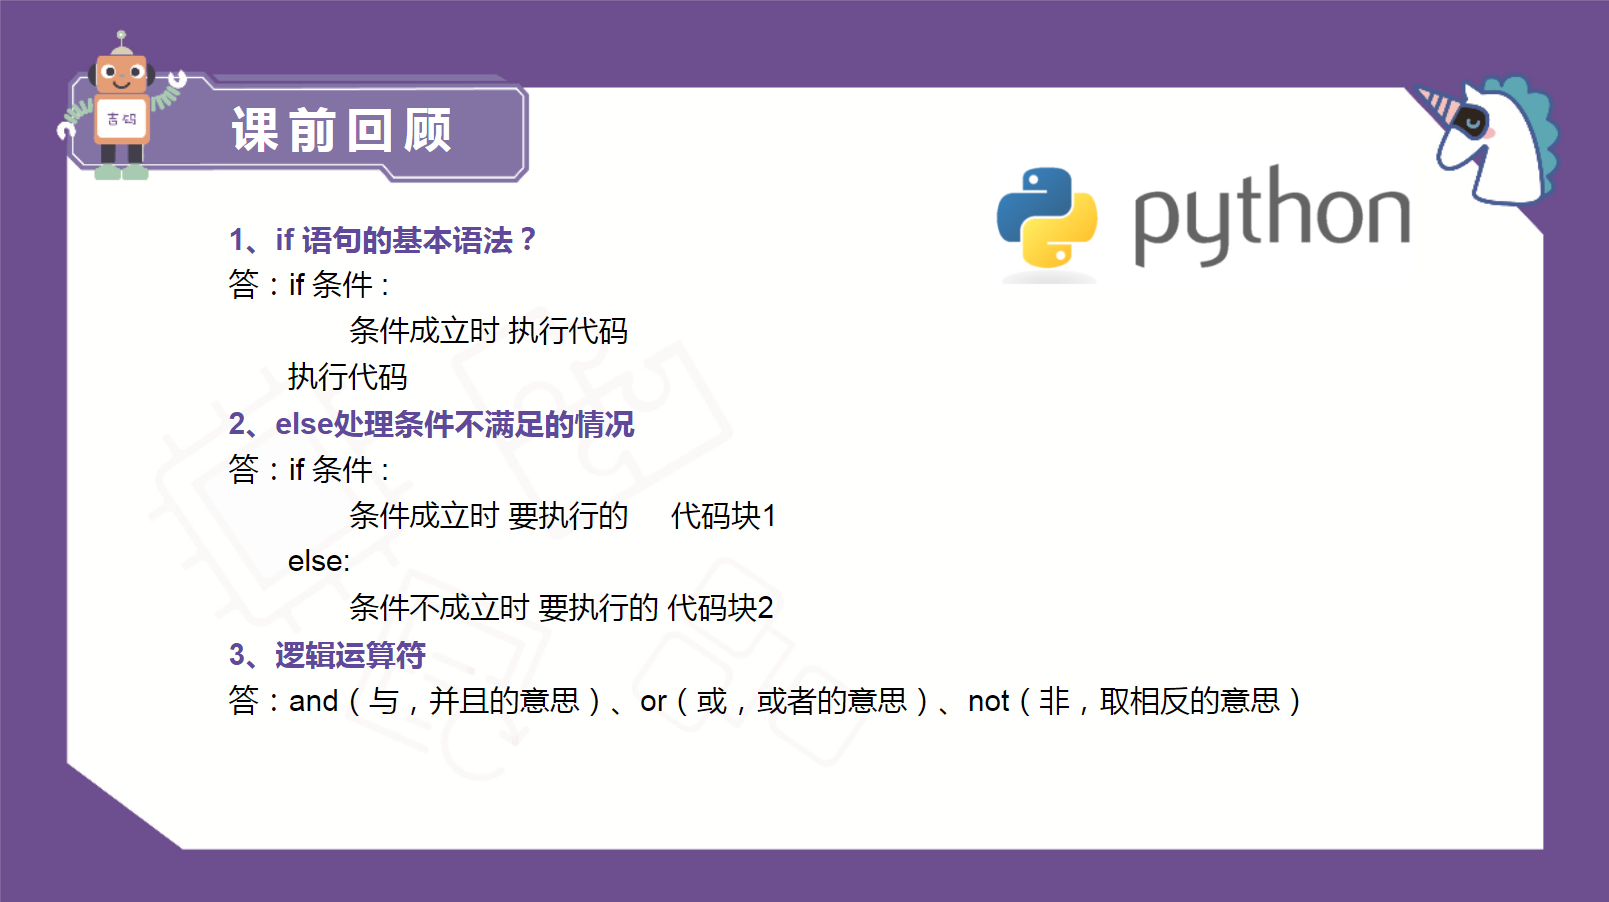 吉码
课前回顾
python
1、if 语句的基本语法？
答：if 条件 :
条件成立时 执行代码
执行代码
2、else处理条件不满足的情况
答：if 条件 :
条件成立时 要执行的 代码块1
else:
条件不成立时 要执行的 代码块2
3、逻辑运算符
答：and（与，并且的意思）、or（或，或者的意思）、not（非，取相反的意思）